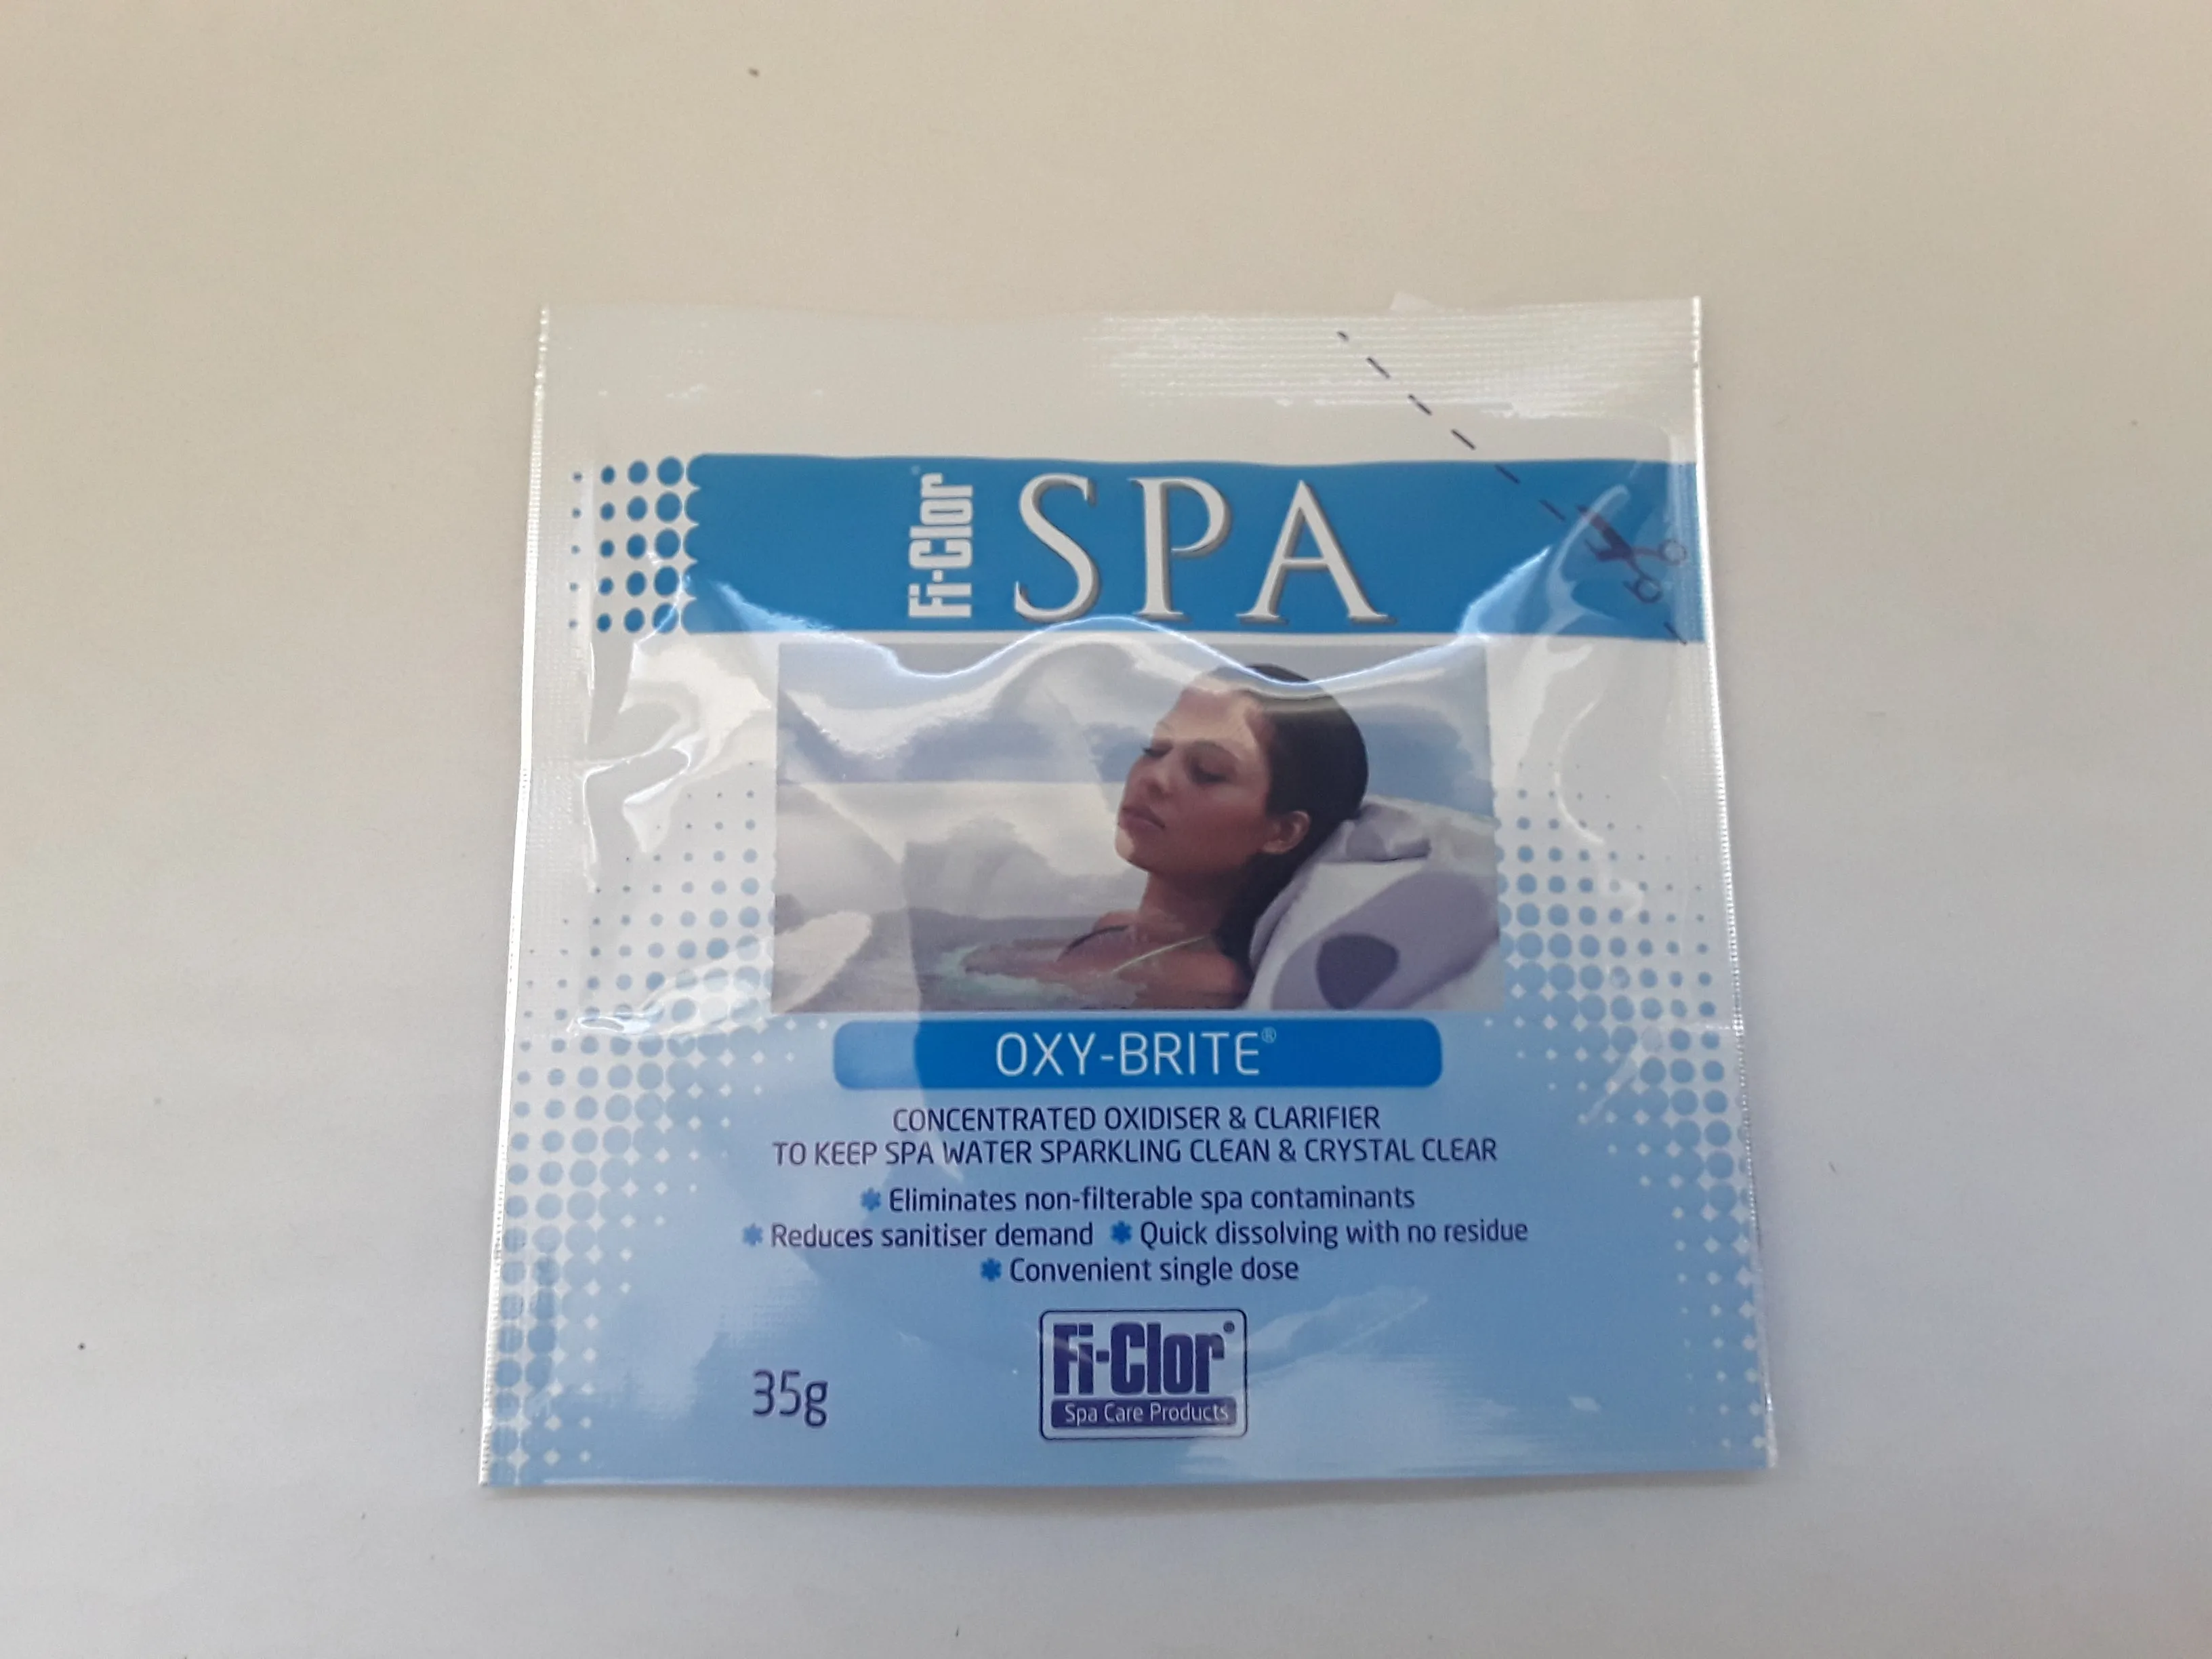 Fi-Clor® SPA
OXY-BRITE®
CONCENTRATED OXIDISER & CLARIFIER
TO KEEP SPA WATER SPARKLING CLEAN & CRYSTAL CLEAR
✱ Eliminates non-filterable spa contaminants
✱ Reduces sanitiser demand ✱ Quick dissolving with no residue
✱ Convenient single dose
35g
Fi-Clor®
Spa Care Products